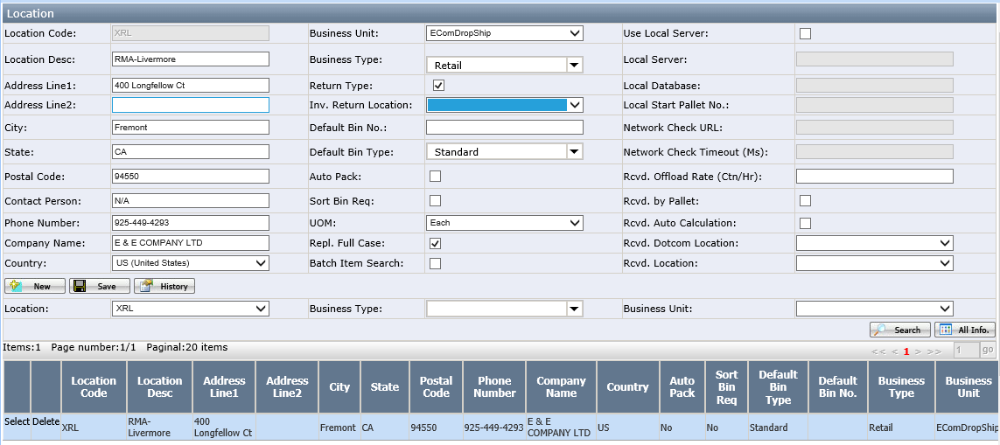 Location
Location Code: XRL Business Unit: EComDropShip Use Local Server:
Location Desc: RMA-Livermore Business Type: Retail Local Server:
Address Line1: 400 Longfellow Ct Return Type: Local Database:
Address Line2: Inv. Return Location: Local Start Pallet No.:
City: Fremont Default Bin No.: Network Check URL:
State: CA Default Bin Type: Standard Network Check Timeout (Ms):
Postal Code: 94550 Auto Pack: Rcvd. Offload Rate (Ctn/Hr):
Contact Person: N/A Sort Bin Req: Rcvd. by Pallet:
Phone Number: 925-449-4293 UOM: Each Rcvd. Auto Calculation:
Company Name: E & E COMPANY LTD Repl. Full Case: Rcvd. Dotcom Location:
Country: US (United States) Batch Item Search: Rcvd. Location:
New Save History
Location: XRL Business Type: Business Unit:
Search All Info.
Items:1 Page number:1/1 Paginal:20 items << < 1 > >> 1 go
Location Code Location Desc Address Line1 Address Line2 City State Postal Code Phone Number Company Name Country Auto Pack Sort Bin Req Default Bin Type Default Bin No. Business Type Business Unit
Select Delete XRL RMA-Livermore 400 Longfellow Ct Fremont CA 94550 925-449-4293 E & E COMPANY LTD US No No Standard Retail EComDropShip